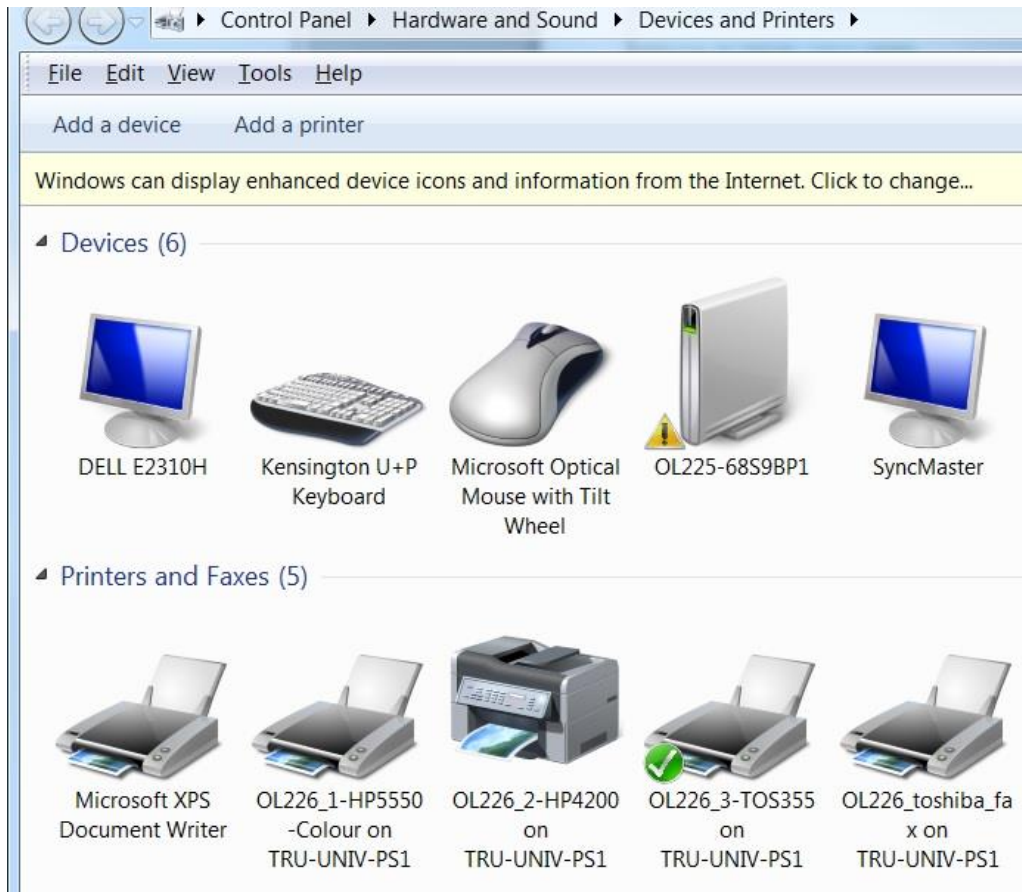 Control Panel Hardware and Sound Devices and Printers
File Edit View Tools Help
Add a device Add a printer
Windows can display enhanced device icons and information from the Internet. Click to change...
Devices (6)
DELL E2310H
Kensington U+P
Keyboard
Microsoft Optical
Mouse with Tilt
Wheel
OL225-68S9BP1
SyncMaster
Printers and Faxes (5)
Microsoft XPS
Document Writer
OL226_1-HP5550
-Colour on
TRU-UNIV-PS1
OL226_2-HP4200
on
TRU-UNIV-PS1
OL226_3-TOS355
on
TRU-UNIV-PS1
OL226_toshiba_fa
x on
TRU-UNIV-PS1